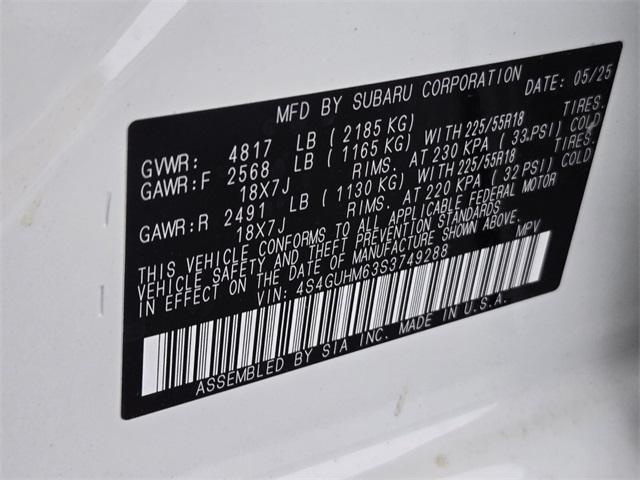 MFD BY SUBARU CORPORATION DATE: 05/25
GVWR: 4817 LB (2185 KG) TIRES,
GAWR:F 2568 LB (1165 KG) WITH 225/55R18
18X7J RIMS, AT 230 KPA (33 PSI) COLD
GAWR:R 2491 LB (1130 KG) WITH 225/55R18 TIRES,
18X7J RIMS, AT 220 KPA (32 PSI) COLD
THIS VEHICLE CONFORMS TO ALL APPLICABLE FEDERAL MOTOR
VEHICLE SAFETY AND THEFT PREVENTION STANDARDS
IN EFFECT ON THE DATE OF MANUFACTURE SHOWN ABOVE.
VIN: 4S4GUHM63S3749288 MPV
ASSEMBLED BY SIA INC. MADE IN U.S.A.